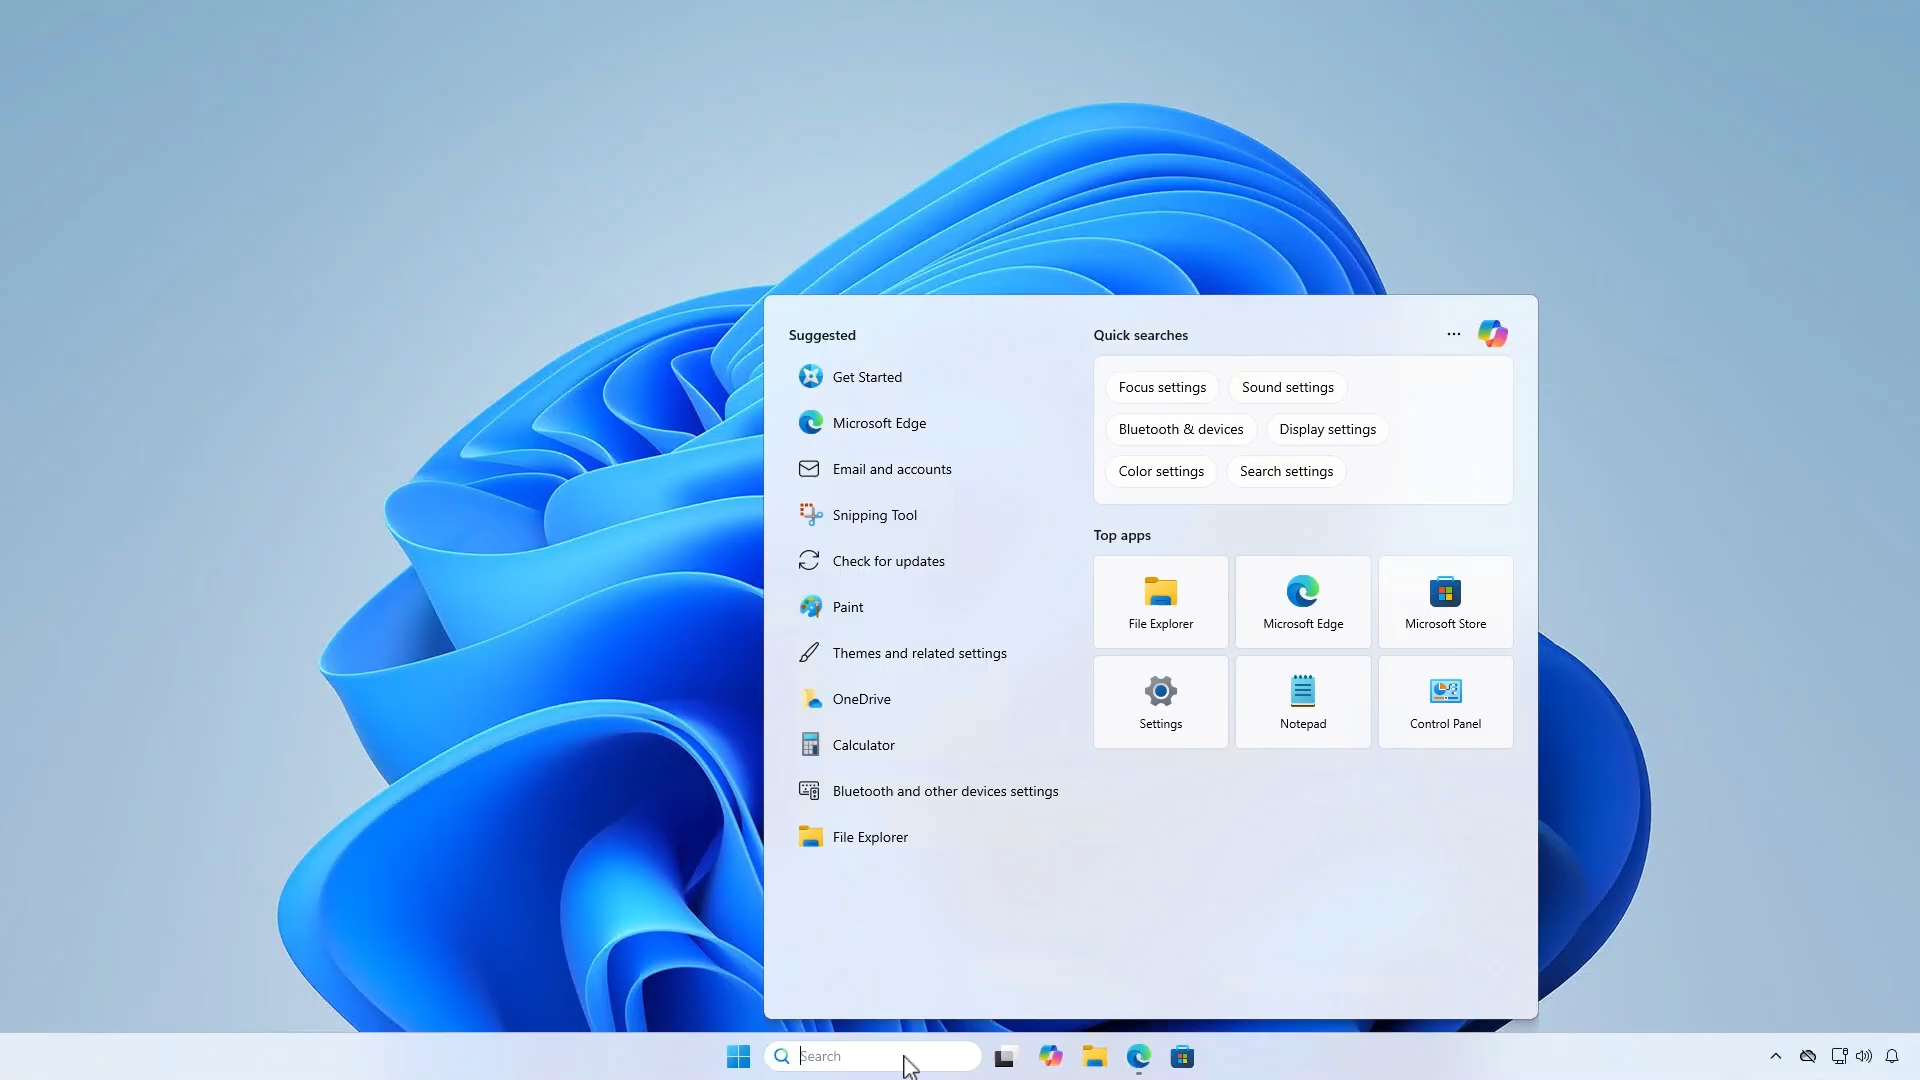 Suggested
Get Started
Microsoft Edge
Email and accounts
Snipping Tool
Check for updates
Paint
Themes and related settings
OneDrive
Calculator
Bluetooth and other devices settings
File Explorer
Quick searches
Focus settings
Sound settings
Bluetooth & devices
Display settings
Color settings
Search settings
Top apps
File Explorer
Microsoft Edge
Microsoft Store
Settings
Notepad
Control Panel
Search